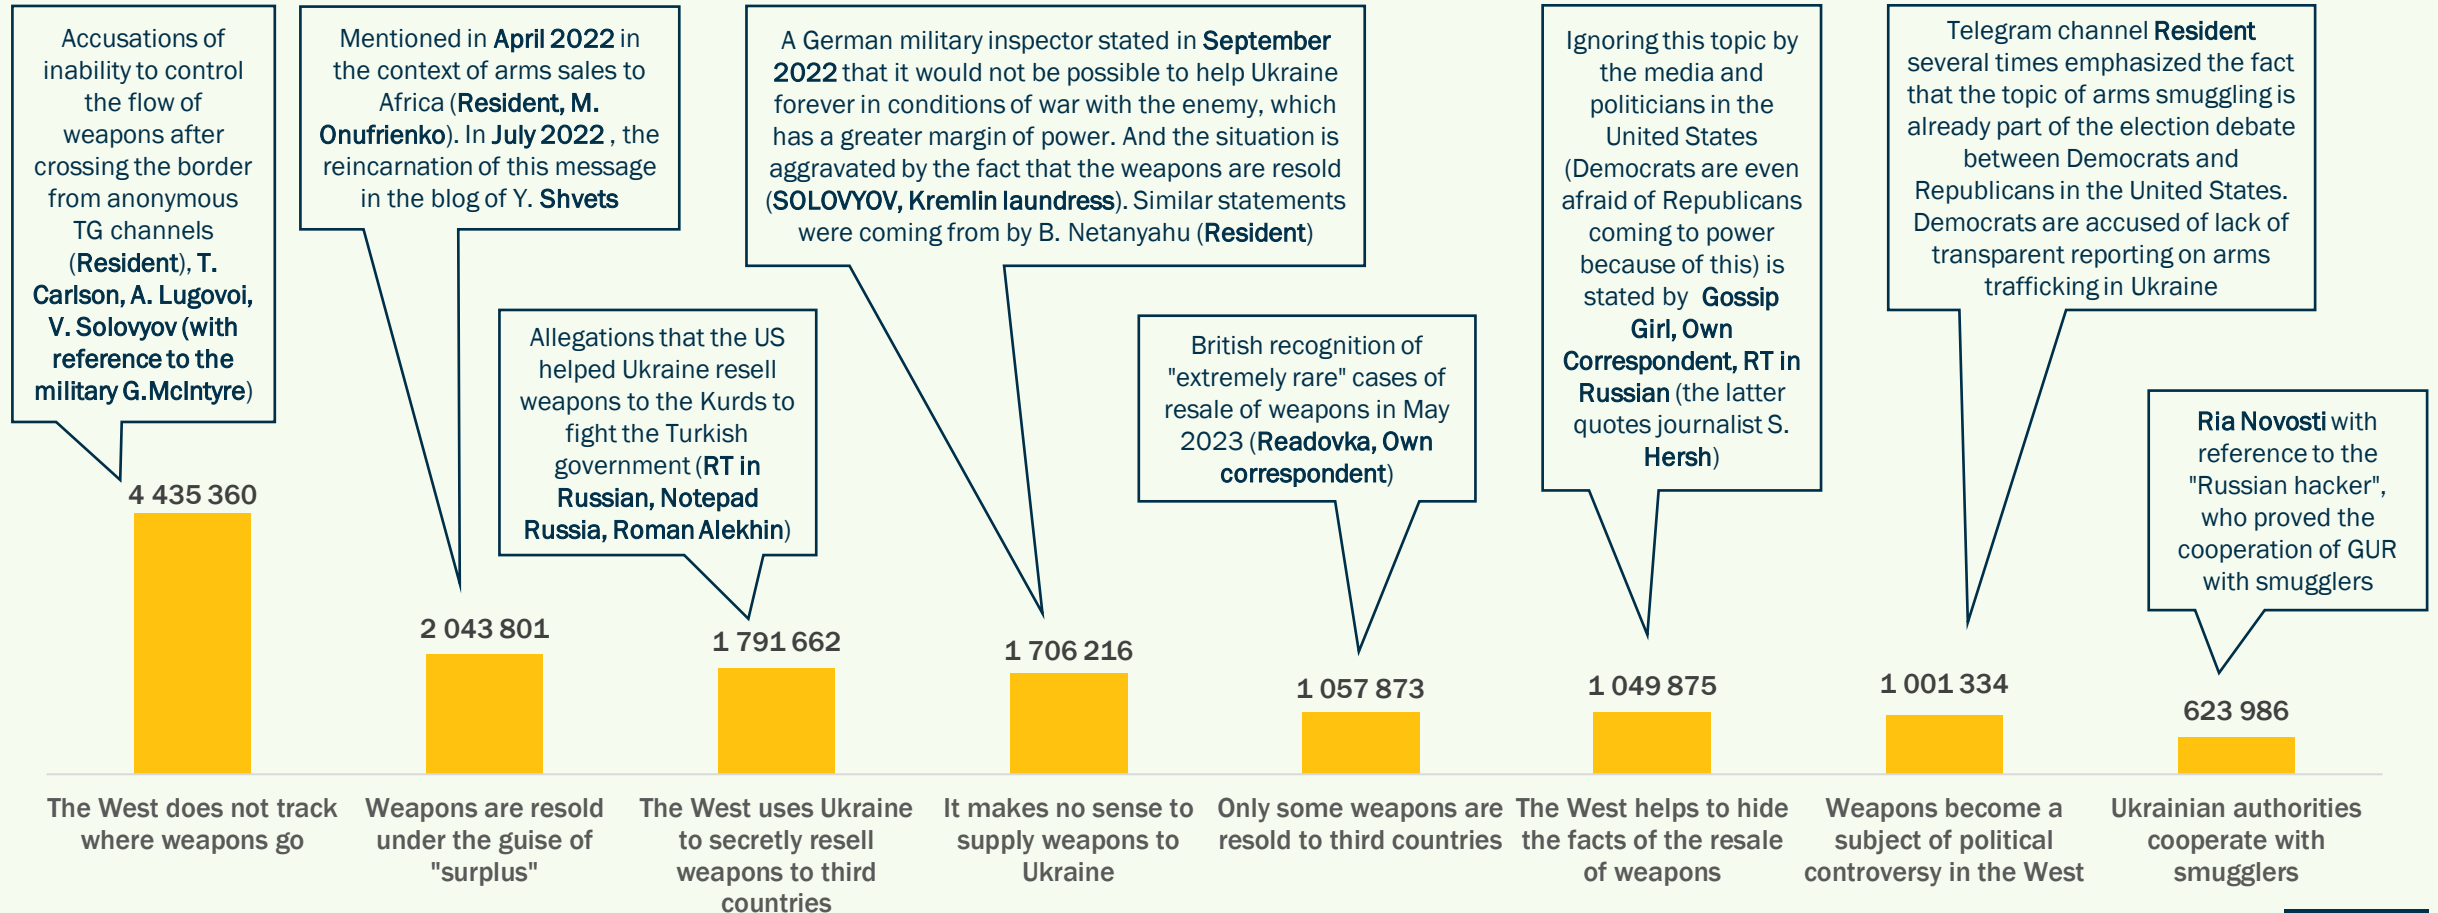 Accusations of
inability to control
the flow of
weapons after
crossing the border
from anonymous
TG channels
(Resident), T.
Carlson, A. Lugovoi,
V. Solovyov (with
reference to the
military G.McIntyre)
Mentioned in April 2022 in
the context of arms sales to
Africa (Resident, M.
Onufrienko). In July 2022 , the
reincarnation of this message
in the blog of Y. Shvets
Allegations that the US
helped Ukraine resell
weapons to the Kurds to
fight the Turkish
government (RT in
Russian, Notepad
Russia, Roman Alekhin)
A German military inspector stated in September
2022 that it would not be possible to help Ukraine
forever in conditions of war with the enemy, which
has a greater margin of power. And the situation is
aggravated by the fact that the weapons are resold
(SOLOVYOV, Kremlin laundress). Similar statements
were coming from by B. Netanyahu (Resident)
British recognition of
"extremely rare" cases of
resale of weapons in May
2023 (Readovka, Own
correspondent)
Ignoring this topic by
the media and
politicians in the
United States
(Democrats are even
afraid of Republicans
coming to power
because of this) is
stated by Gossip
Girl, Own
Correspondent, RT in
Russian (the latter
quotes journalist S.
Hersh)
Telegram channel Resident
several times emphasized the fact
that the topic of arms smuggling is
already part of the election debate
between Democrats and
Republicans in the United States.
Democrats are accused of lack of
transparent reporting on arms
trafficking in Ukraine
Ria Novosti with
reference to the
"Russian hacker",
who proved the
cooperation of GUR
with smugglers
4 435 360
2 043 801
1 791 662
1 706 216
1 057 873
1 049 875
1 001 334
623 986
The West does not track
where weapons go
Weapons are resold
under the guise of
"surplus"
The West uses Ukraine
to secretly resell
weapons to third
countries
It makes no sense to
supply weapons to
Ukraine
Only some weapons are
resold to third countries
The West helps to hide
the facts of the resale
of weapons
Weapons become a
subject of political
controversy in the West
Ukrainian authorities
cooperate with
smugglers